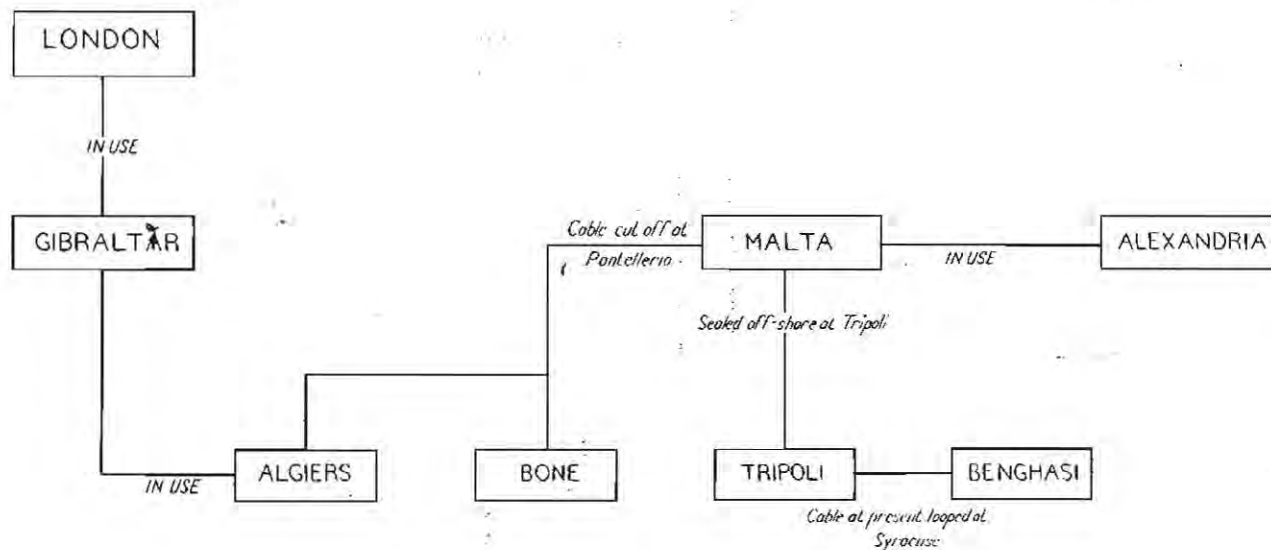 LONDON
IN USE
GIBRALTAR
Cable cut off at
Pantelleria.
MALTA
IN USE
ALEXANDRIA
Sealed off-shore at Tripoli
IN USE
ALGIERS
BONE
TRIPOLI
BENGHASI
Cable at present looped at
Syracuse